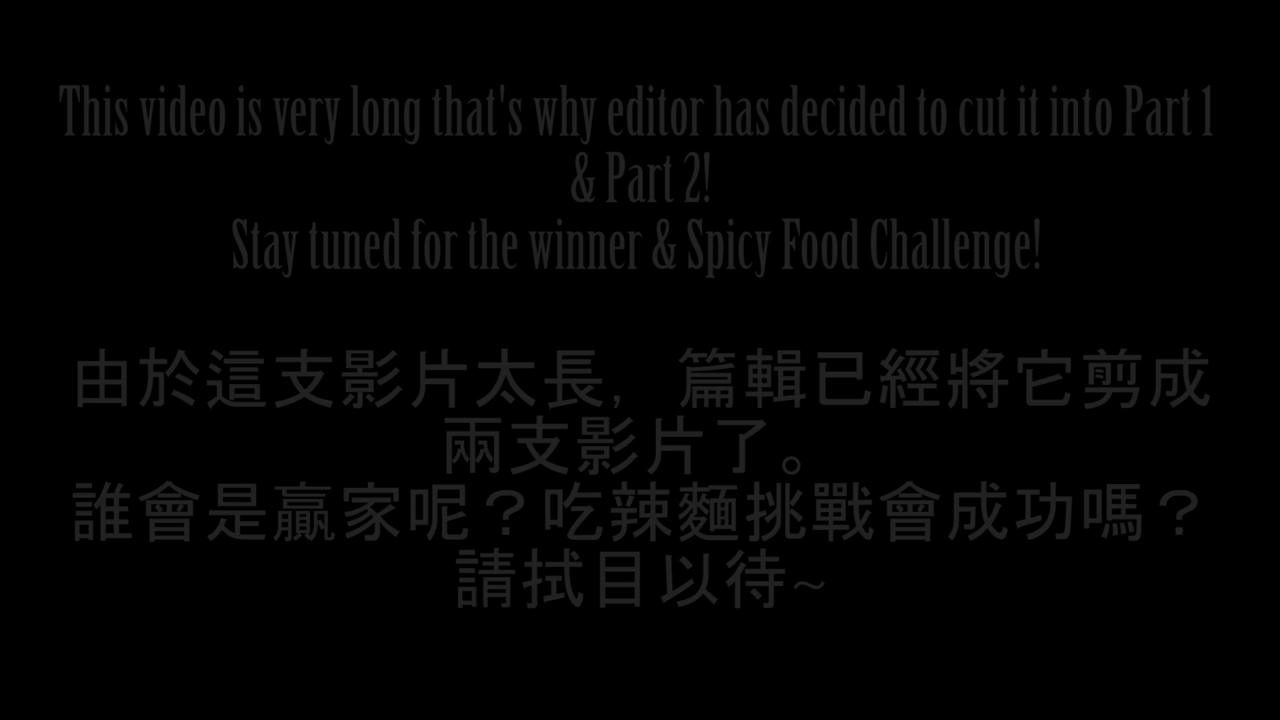 This video is very long that's why editor has decided to cut it into Part 1
& Part 2!
Stay tuned for the winner & Spicy Food Challenge!
由於這支影片太長，篇輯已經將它剪成
兩支影片了。
誰會是贏家呢？吃辣麵挑戰會成功嗎？
請拭目以待~